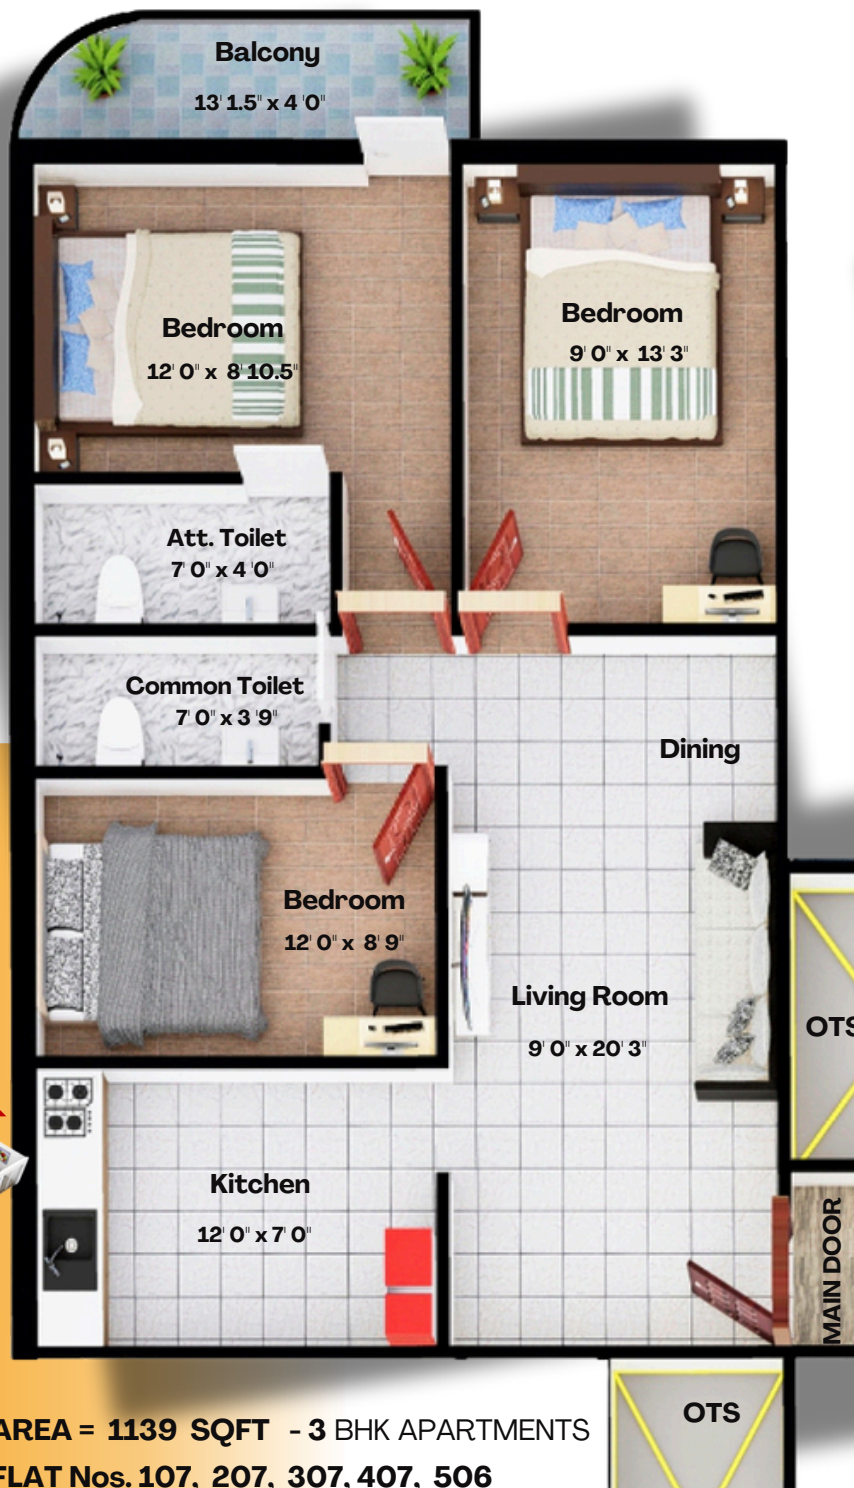 Balcony
13' 1.5" x 4 '0"
Bedroom
12' 0" x 8' 10.5"
Bedroom
9' 0" x 13' 3"
Att. Toilet
7' 0" x 4 '0"
Common Toilet
7' 0" x 3 '9"
Dining
Bedroom
12' 0" x 8' 9"
Living Room
9' 0" x 20' 3"
OTS
Kitchen
12' 0" x 7' 0"
MAIN DOOR
OTS
AREA = 1139 SQFT - 3 BHK APARTMENTS
FLAT Nos. 107, 207, 307, 407, 506